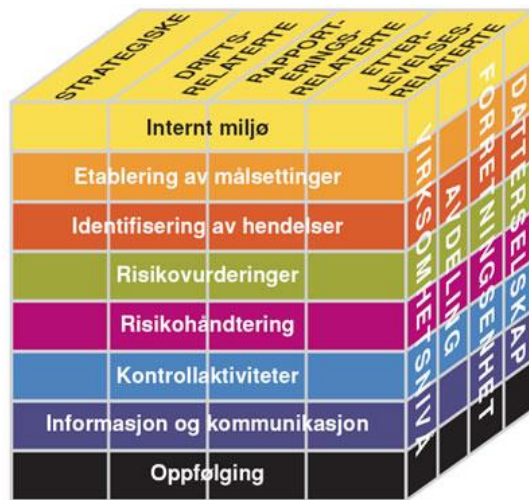 STRATEGISKE
DRIFTS-
RELATERTE
RAPPORT-
ERINGS-
RELATERTE
ETTER-
LEVELSES-
RELATERTE
Internt miljø
Etablering av målsettinger
Identifisering av hendelser
Risikovurderinger
Risikohåndtering
Kontrollaktiviteter
Informasjon og kommunikasjon
Oppfølging
VIRKSOMHETSNIVÅ
AVDELING
FORRETNINGSENHET
DATTERSELSKAP